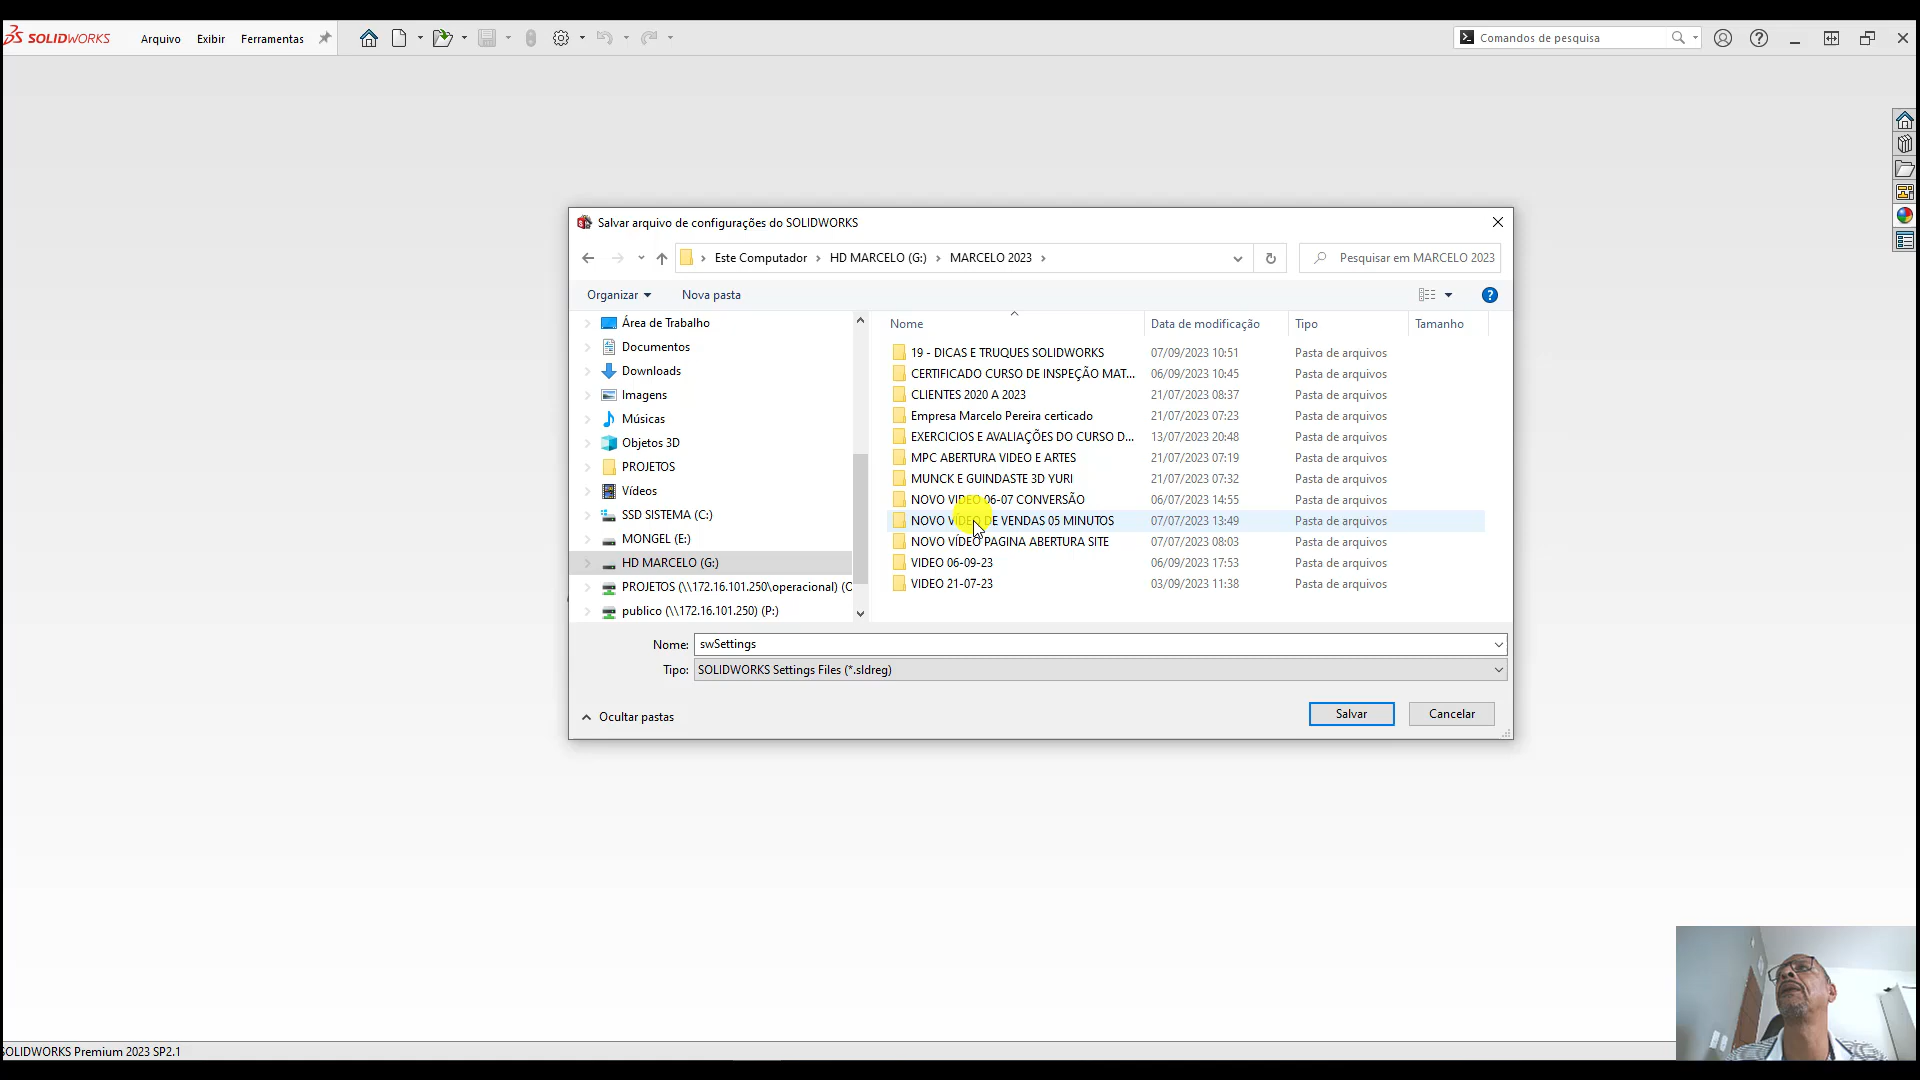 SOLIDWORKS
Arquivo
Exibir
Ferramentas
Comandos de pesquisa
Salvar arquivo de configurações do SOLIDWORKS
Este Computador
HD MARCELO (G:)
MARCELO 2023
Pesquisar em MARCELO 2023
Organizar
Nova pasta
Área de Trabalho
Documentos
Downloads
Imagens
Músicas
Objetos 3D
PROJETOS
Vídeos
SSD SISTEMA (C:)
MONGEL (E:)
HD MARCELO (G:)
PROJETOS (\\172.16.101.250\operacional) (O
publico (\\172.16.101.250) (P:)
Nome
Data de modificação
Tipo
Tamanho
19 - DICAS E TRUQUES SOLIDWORKS
07/09/2023 10:51
Pasta de arquivos
CERTIFICADO CURSO DE INSPEÇÃO MAT...
06/09/2023 10:45
Pasta de arquivos
CLIENTES 2020 A 2023
21/07/2023 08:37
Pasta de arquivos
Empresa Marcelo Pereira certicado
21/07/2023 07:23
Pasta de arquivos
EXERCICIOS E AVALIAÇÕES DO CURSO D...
13/07/2023 20:48
Pasta de arquivos
MPC ABERTURA VIDEO E ARTES
21/07/2023 07:19
Pasta de arquivos
MUNCK E GUINDASTE 3D YURI
21/07/2023 07:32
Pasta de arquivos
NOVO VIDEO 06-07 CONVERSÃO
06/07/2023 14:55
Pasta de arquivos
NOVO VÍDEO DE VENDAS 05 MINUTOS
07/07/2023 13:49
Pasta de arquivos
NOVO VÍDEO PAGINA ABERTURA SITE
07/07/2023 08:03
Pasta de arquivos
VIDEO 06-09-23
06/09/2023 17:53
Pasta de arquivos
VIDEO 21-07-23
03/09/2023 11:38
Pasta de arquivos
Nome:
swSettings
Tipo:
SOLIDWORKS Settings Files (*.sldreg)
Ocultar pastas
Salvar
Cancelar
SOLIDWORKS Premium 2023 SP2.1